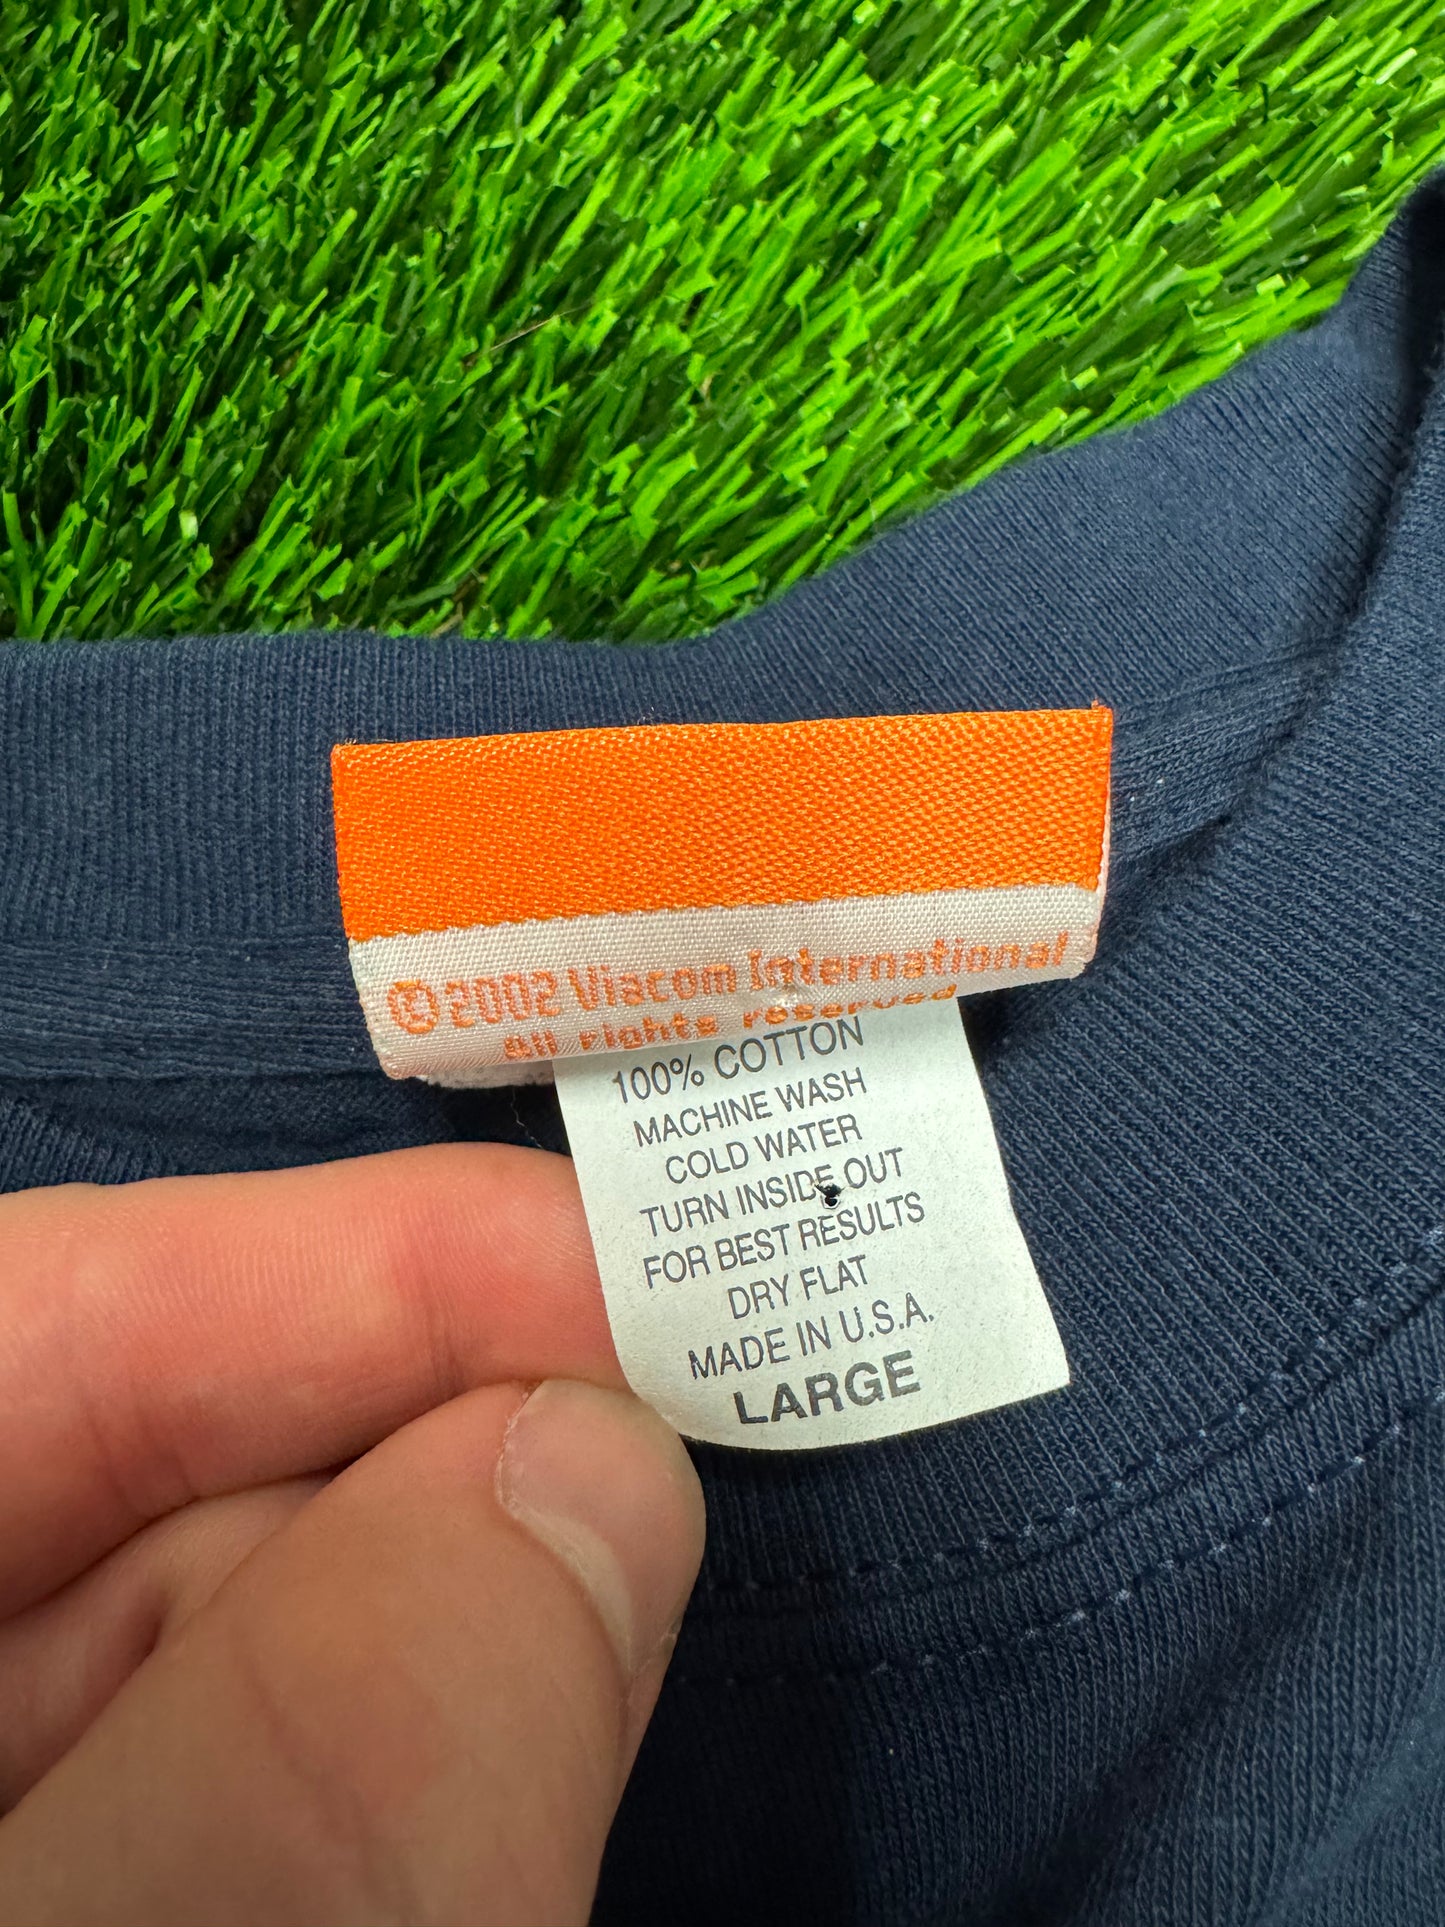 ©2002 Viacom International
All rights reserved
100% COTTON
MACHINE WASH
COLD WATER
TURN INSIDE OUT
FOR BEST RESULTS
DRY FLAT
MADE IN U.S.A.
LARGE